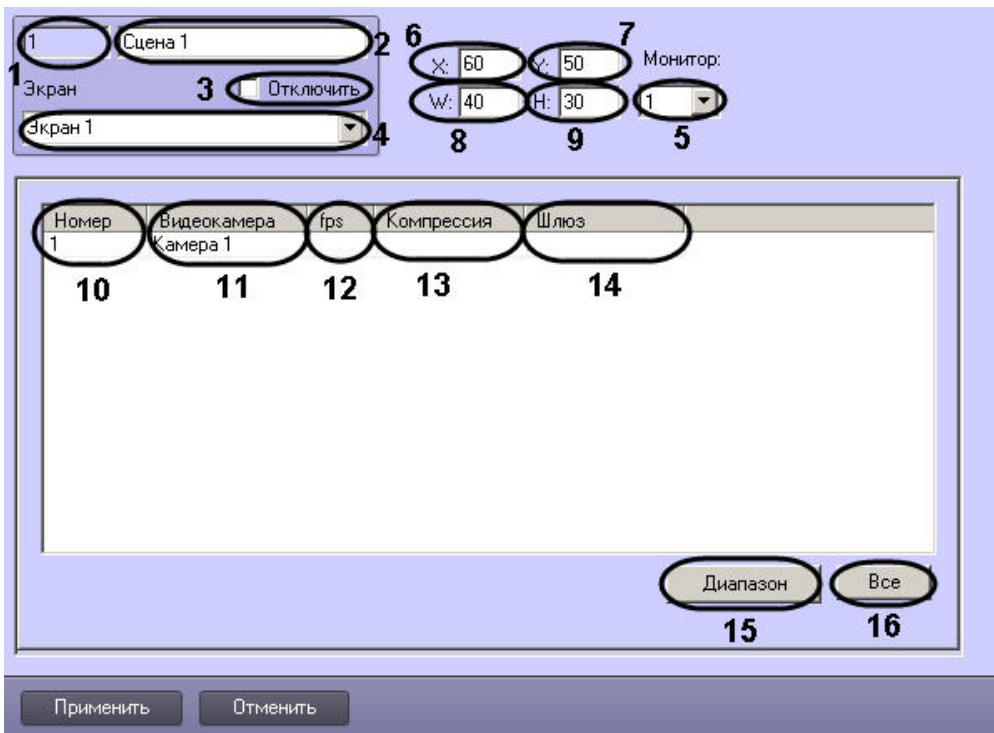 1 Сцена 1 2 6 7
X: 60 Y: 50 Монитор:
1 Экран 3 Отключить
W: 40 H: 30 1
Экран 1 4 8 9 5
Номер Видеокамера fps Компрессия Шлюз
1 Камера 1
10 11 12 13 14
Диапазон Все
15 16
Применить Отменить